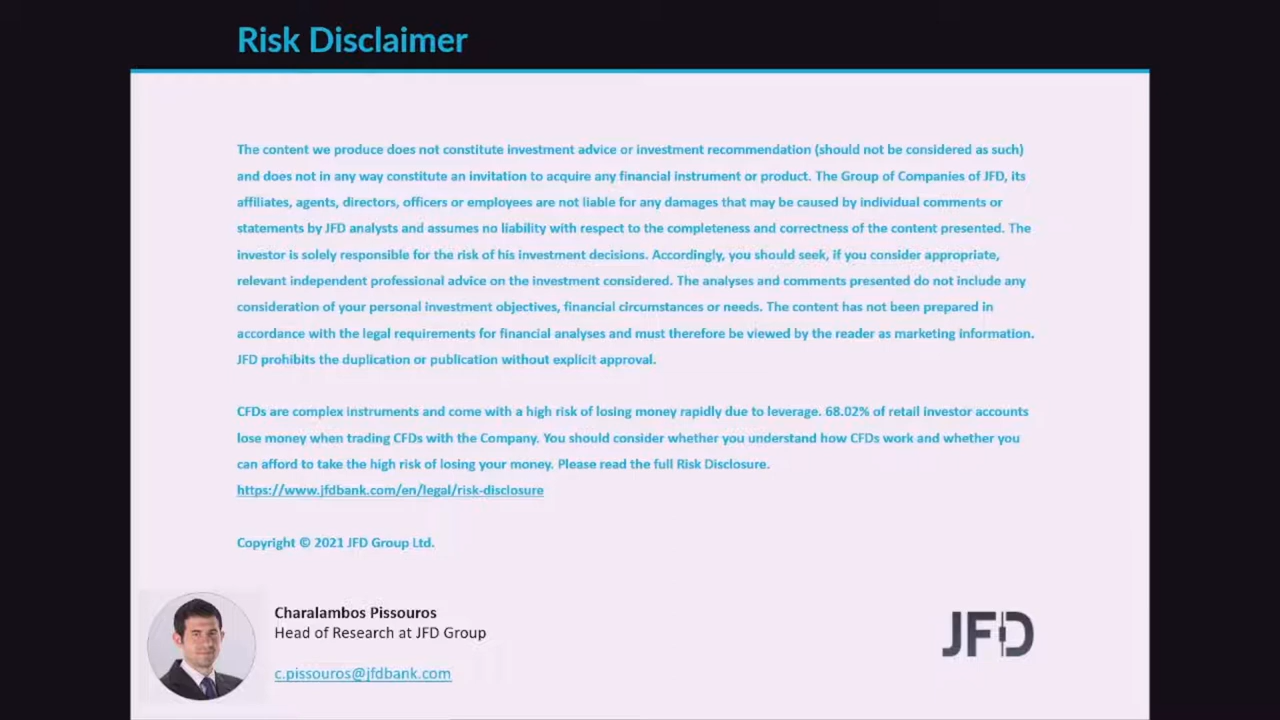 Risk Disclaimer
The content we produce does not constitute investment advice or investment recommendation (should not be considered as such)
and does not in any way constitute an invitation to acquire any financial instrument or product. The Group of Companies of JFD, its
affiliates, agents, directors, officers or employees are not liable for any damages that may be caused by individual comments or
statements by JFD analysts and assumes no liability with respect to the completeness and correctness of the content presented. The
investor is solely responsible for the risk of his investment decisions. Accordingly, you should seek, if you consider appropriate,
relevant independent professional advice on the investment considered. The analyses and comments presented do not include any
consideration of your personal investment objectives, financial circumstances or needs. The content has not been prepared in
accordance with the legal requirements for financial analyses and must therefore be viewed by the reader as marketing information.
JFD prohibits the duplication or publication without explicit approval.
CFDs are complex instruments and come with a high risk of losing money rapidly due to leverage. 68.02% of retail investor accounts
lose money when trading CFDs with the Company. You should consider whether you understand how CFDs work and whether you
can afford to take the high risk of losing your money. Please read the full Risk Disclosure.
https://www.jfdbank.com/en/legal/risk-disclosure
Copyright © 2021 JFD Group Ltd.
Charalambos Pissouros
Head of Research at JFD Group
c.pissouros@jfdbank.com
JFD